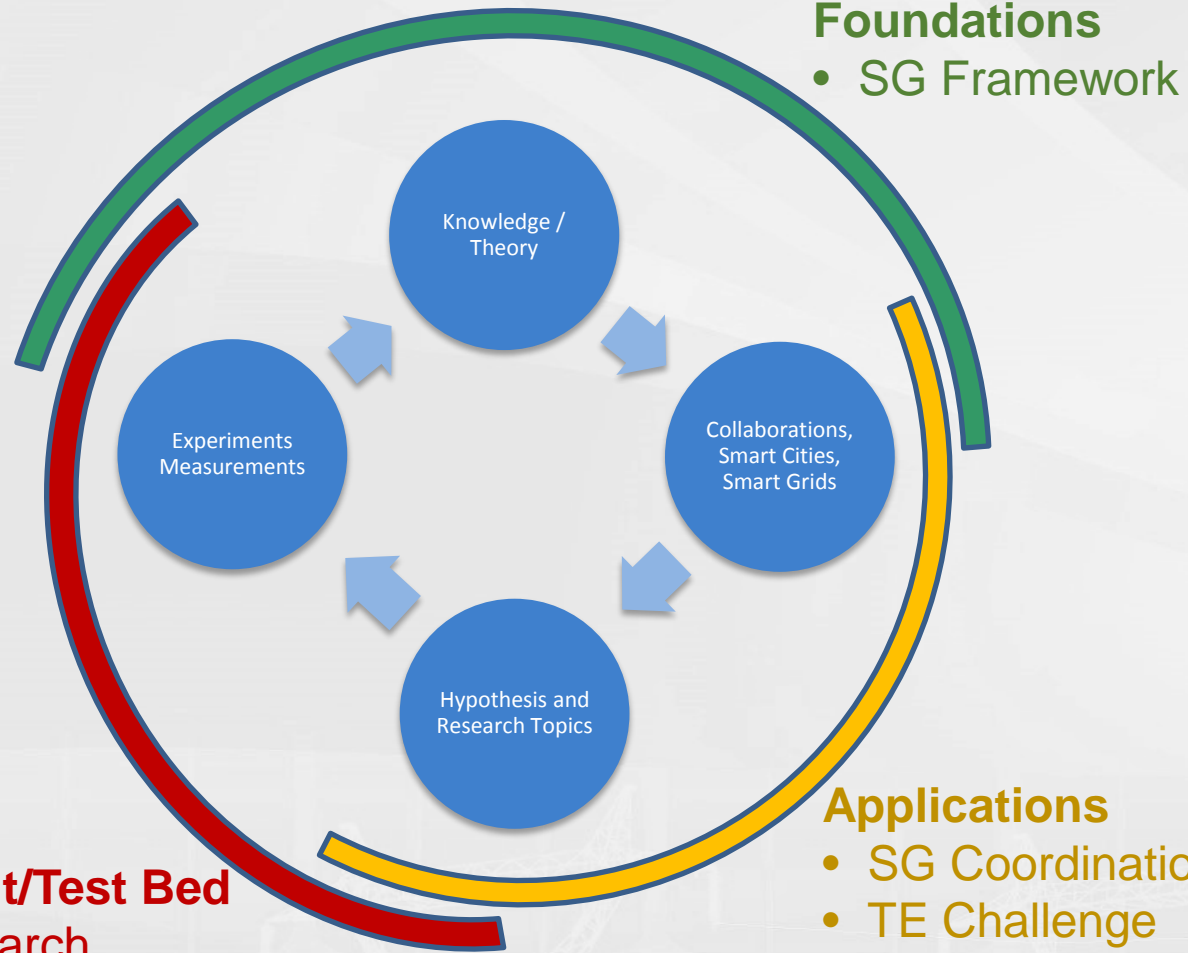 Foundations
• SG Framework
Knowledge /
Theory
Experiments
Measurements
Collaborations,
Smart Cities,
Smart Grids
Hypothesis and
Research Topics
Applications
• SG Coordinatio
• TE Challenge
t/Test Bed
arch